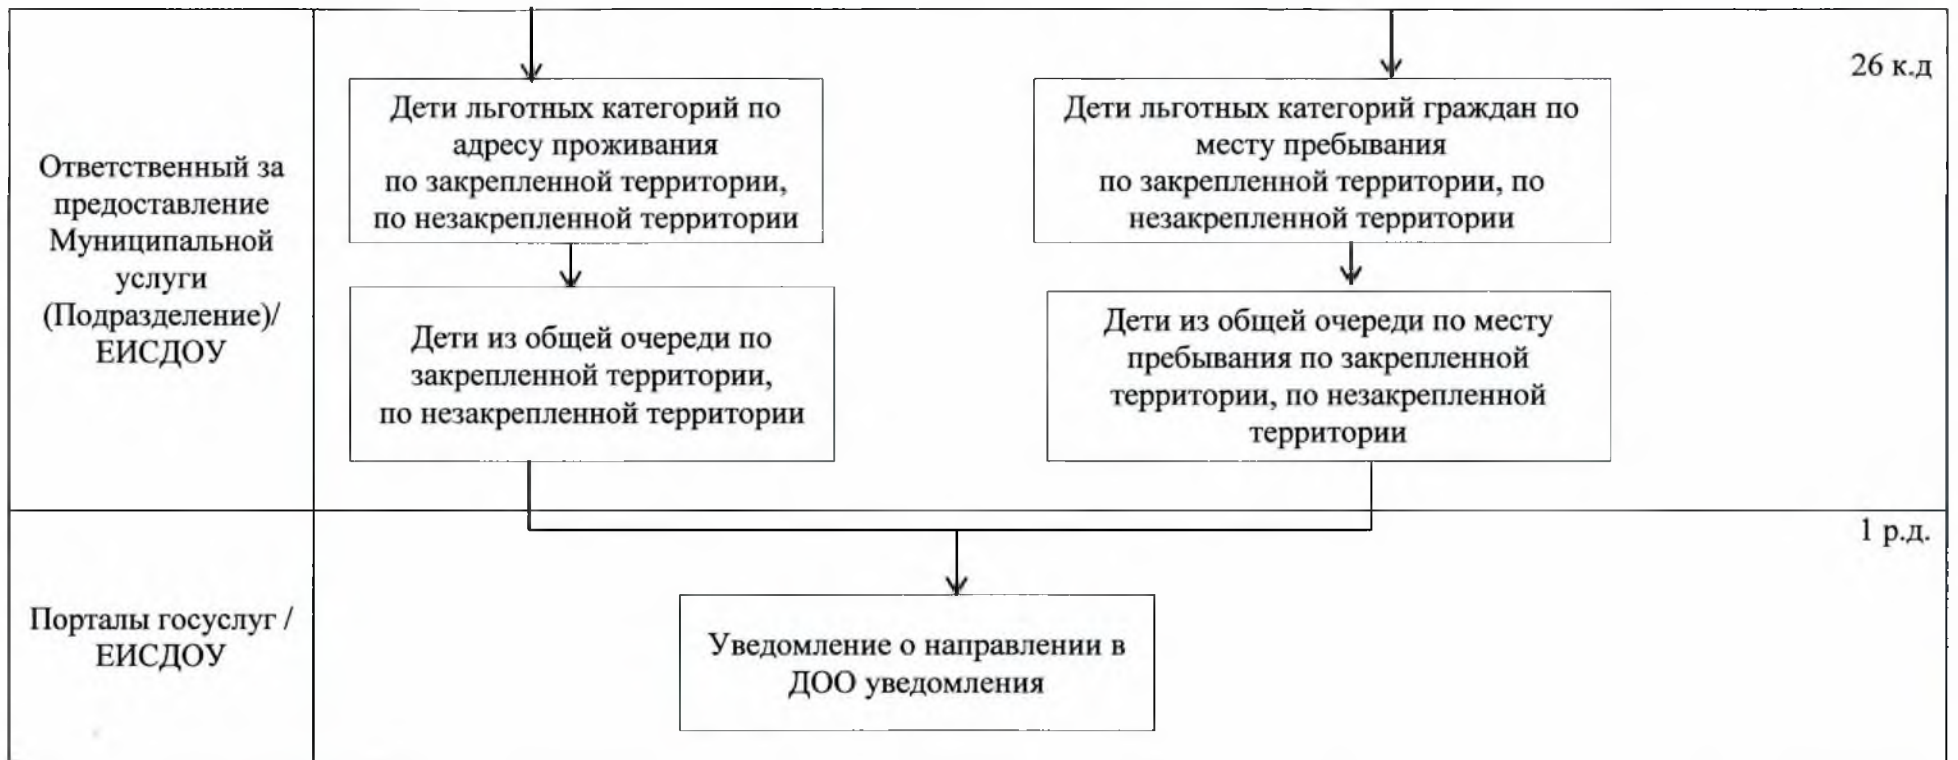 Ответственный за
предоставление
Муниципальной
услуги
(Подразделение)/
ЕИСДОУ
Дети льготных категорий по
адресу проживания
по закрепленной территории,
по незакрепленной территории
Дети льготных категорий граждан по
месту пребывания
по закрепленной территории, по
незакрепленной территории
26 к.д
Дети из общей очереди по
закрепленной территории,
по незакрепленной территории
Дети из общей очереди по месту
пребывания по закрепленной
территории, по незакрепленной
территории
Порталы госуслуг /
ЕИСДОУ
1 р.д.
Уведомление о направлении в
ДОО уведомления